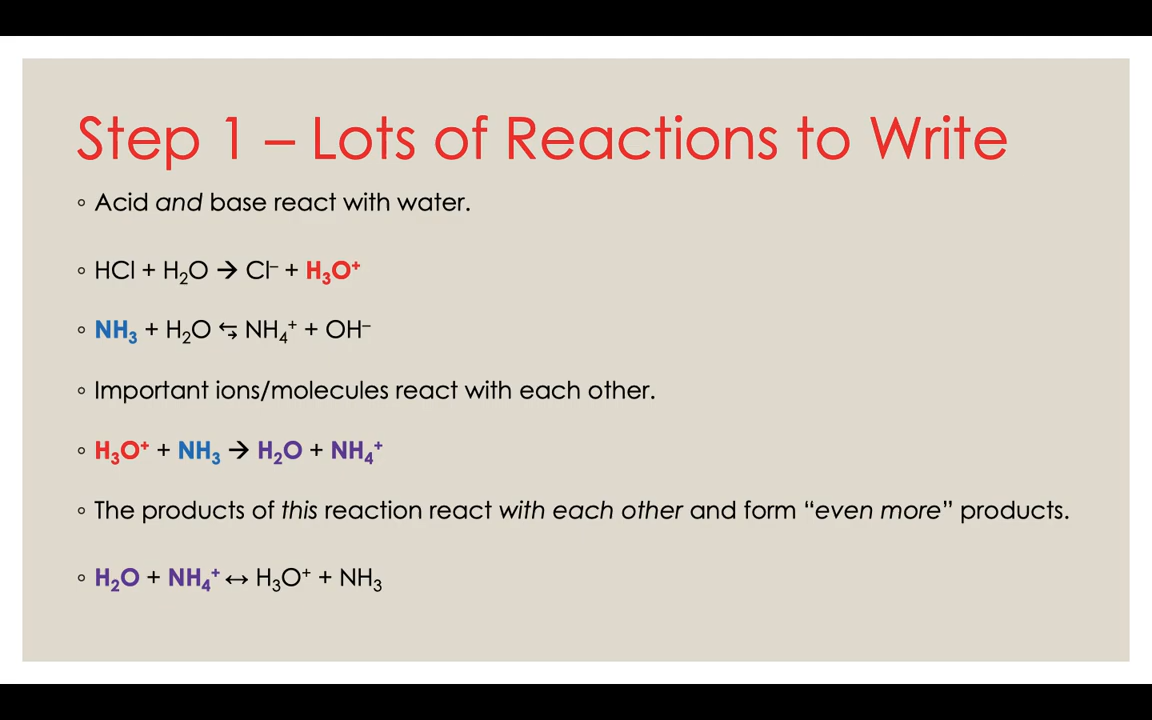 Step 1 – Lots of Reactions to Write
◦ Acid and base react with water.
◦ HCl + H₂O → Cl⁻ + H₃O⁺
◦ NH₃ + H₂O ⇆ NH₄⁺ + OH⁻
◦ Important ions/molecules react with each other.
◦ H₃O⁺ + NH₃ → H₂O + NH₄⁺
◦ The products of this reaction react with each other and form “even more” products.
◦ H₂O + NH₄⁺ ↔ H₃O⁺ + NH₃